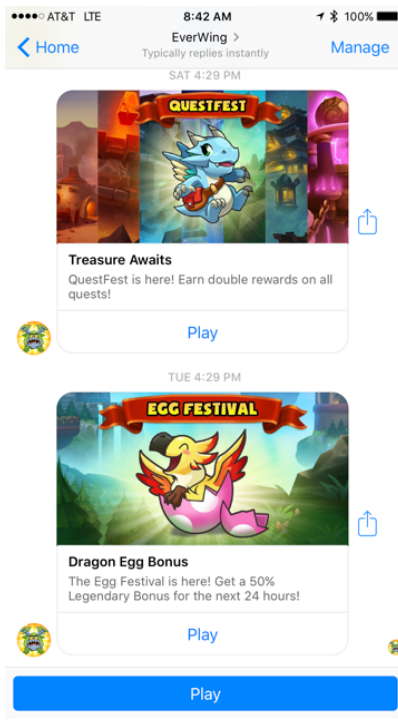 AT&T LTE 8:42 AM 100%
Home EverWing > Manage
Typically replies instantly
SAT 4:29 PM
QUESTFEST
Treasure Awaits
QuestFest is here! Earn double rewards on all
quests!
Play
TUE 4:29 PM
EGG FESTIVAL
Dragon Egg Bonus
The Egg Festival is here! Get a 50%
Legendary Bonus for the next 24 hours!
Play
Play